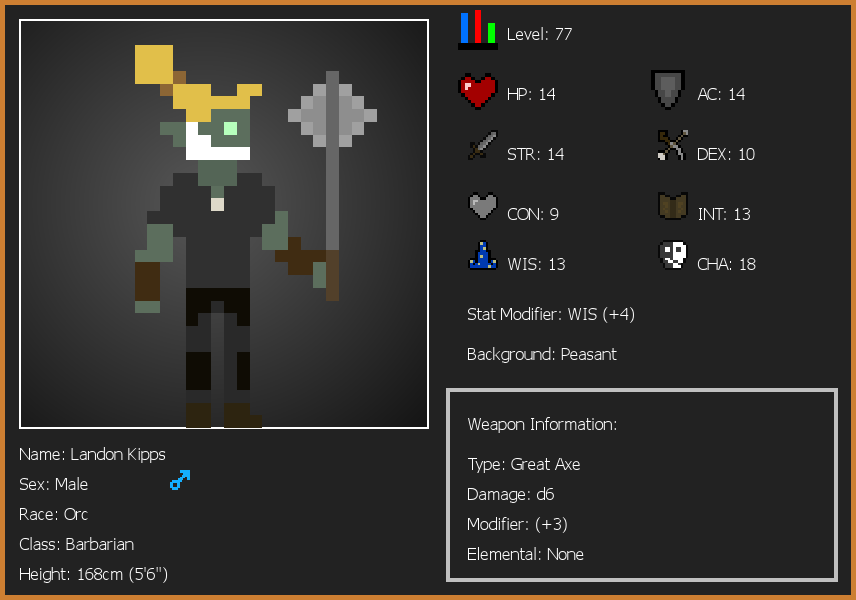 Level: 77
HP: 14
AC: 14
STR: 14
DEX: 10
CON: 9
INT: 13
WIS: 13
CHA: 18
Stat Modifier: WIS (+4)
Background: Peasant
Weapon Information:
Type: Great Axe
Damage: d6
Modifier: (+3)
Elemental: None
Name: Landon Kipps
Sex: Male
Race: Orc
Class: Barbarian
Height: 168cm (5'6")